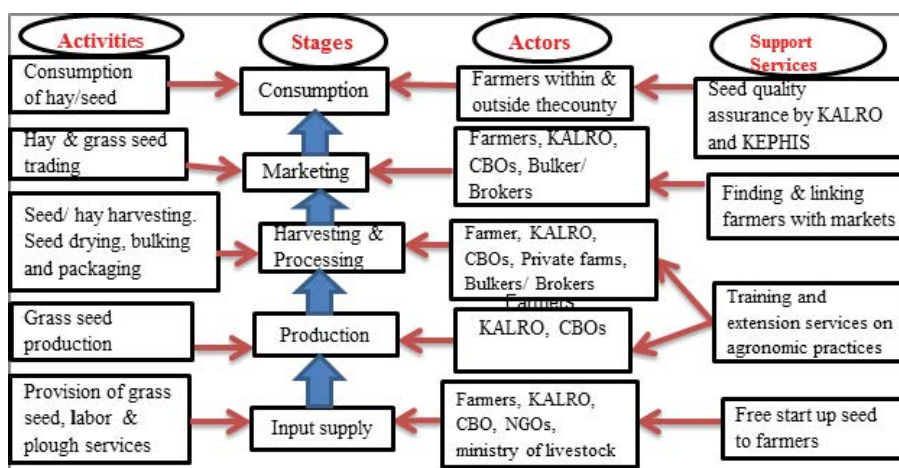 Activities
Stages
Actors
Support
Services
Consumption
of hay/seed
Consumption
Farmers within &
outside thecounty
Seed quality
assurance by KALRO
and KEPHIS
Hay & grass seed
trading
Marketing
Farmers, KALRO,
CBOs, Bulker/
Brokers
Finding & linking
farmers with markets
Seed/ hay harvesting.
Seed drying, bulking
and packaging
Harvesting &
Processing
Farmer, KALRO,
CBOs, Private farms,
Bulkers/ Brokers
Training and
extension services on
agronomic practices
Grass seed
production
Production
Farmers
KALRO, CBOs
Provision of grass
seed, labor &
plough services
Input supply
Farmers, KALRO,
CBO, NGOs,
ministry of livestock
Free start up seed
to farmers